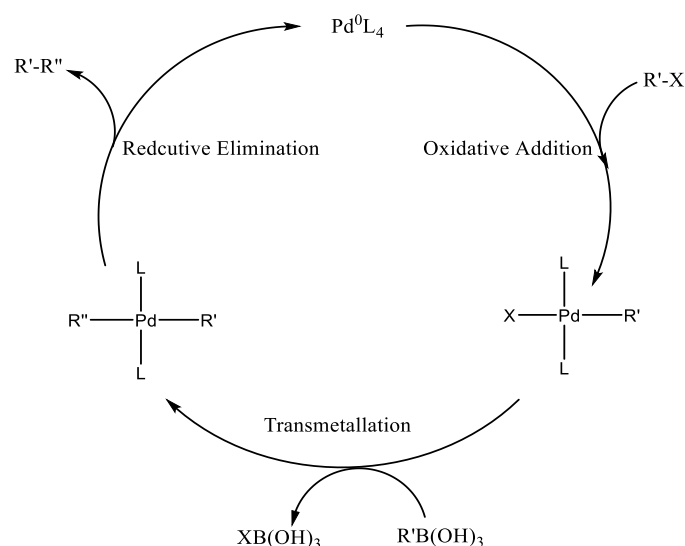 Pd⁰L₄
R'-R"
R'-X
Redcutive Elimination
Oxidative Addition
L
R" Pd R'
L
L
X Pd R'
L
Transmetallation
XB(OH)₃
R'B(OH)₃